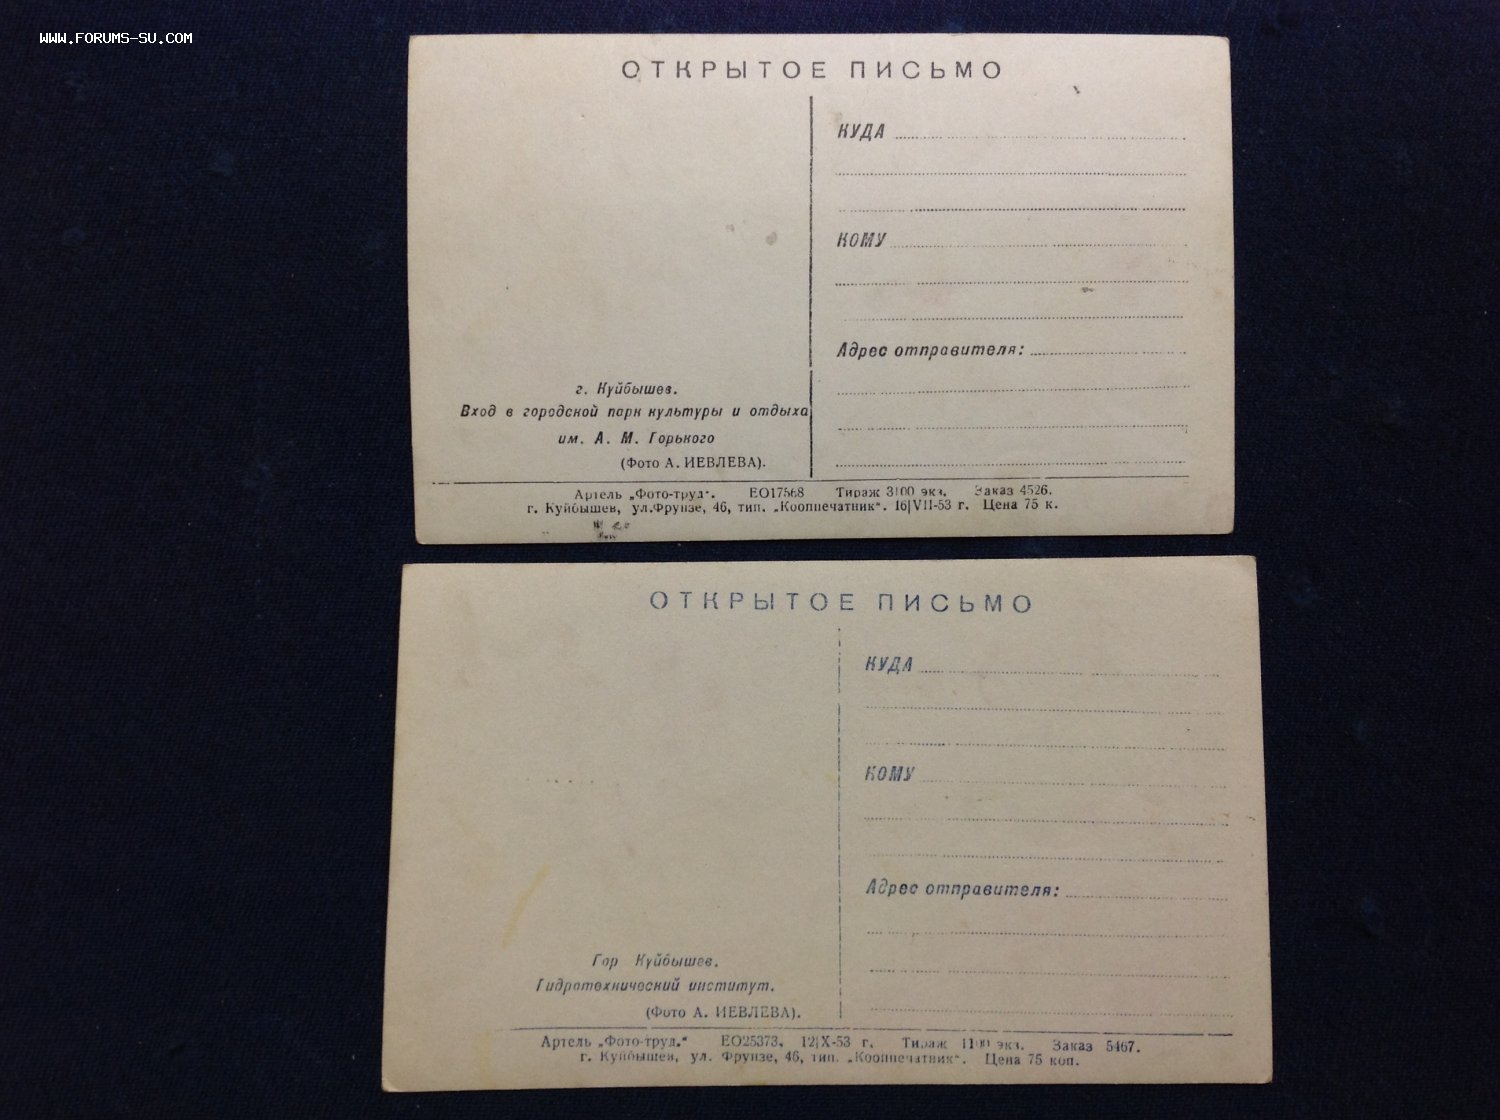 WWW.FORUMS-SU.COM
ОТКРЫТОЕ ПИСЬМО
КУДА
КОМУ
Адрес отправителя:
г. Куйбышев.
Вход в городской парк культуры и отдыха
им. А. М. Горького
(Фото А. ИЕВЛЕВА).
Артель „Фото-труд“. ЕО17568 Тираж 3100 экз. Заказ 4526.
г. Куйбышев, ул.Фрунзе, 46, тип. „Коопечатник“. 16|VII-53 г. Цена 75 к.
ОТКРЫТОЕ ПИСЬМО
КУДА
КОМУ
Адрес отправителя:
Гор Куйбышев.
Гидротехнический институт.
(Фото А. ИЕВЛЕВА).
Артель „Фото-труд.“ ЕО25373, 12|X-53 г. Тираж экз. Заказ 5467.
г. Куйбышев, ул. Фрунзе, 46, тип. „Коопечатник“. Цена 75 коп.